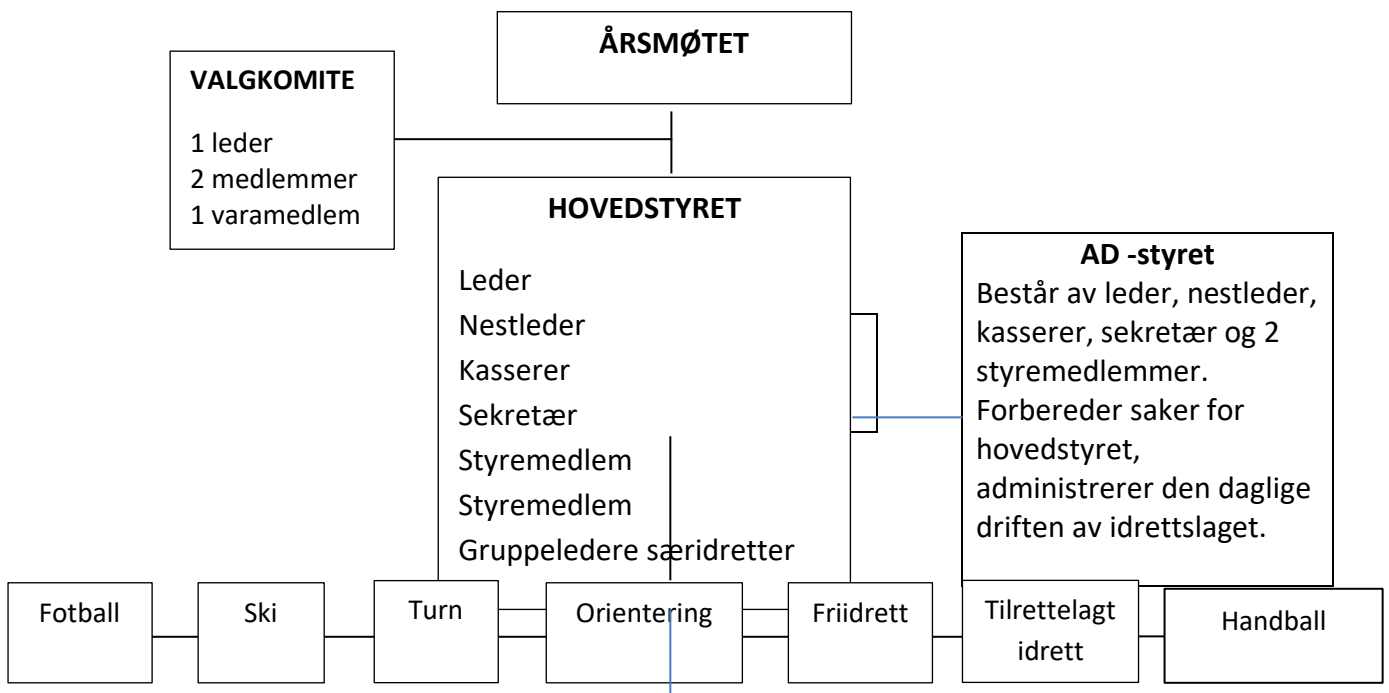 ÅRSMØTET
VALGKOMITE
1 leder
2 medlemmer
1 varamedlem
HOVEDSTYRET
Leder
Nestleder
Kasserer
Sekretær
Styremedlem
Styremedlem
Gruppeledere særidretter
AD -styret
Består av leder, nestleder,
kasserer, sekretær og 2
styremedlemmer.
Forbereder saker for
hovedstyret,
administrerer den daglige
driften av idrettslaget.
Fotball
Ski
Turn
Orientering
Friidrett
Tilrettelagt
idrett
Handball